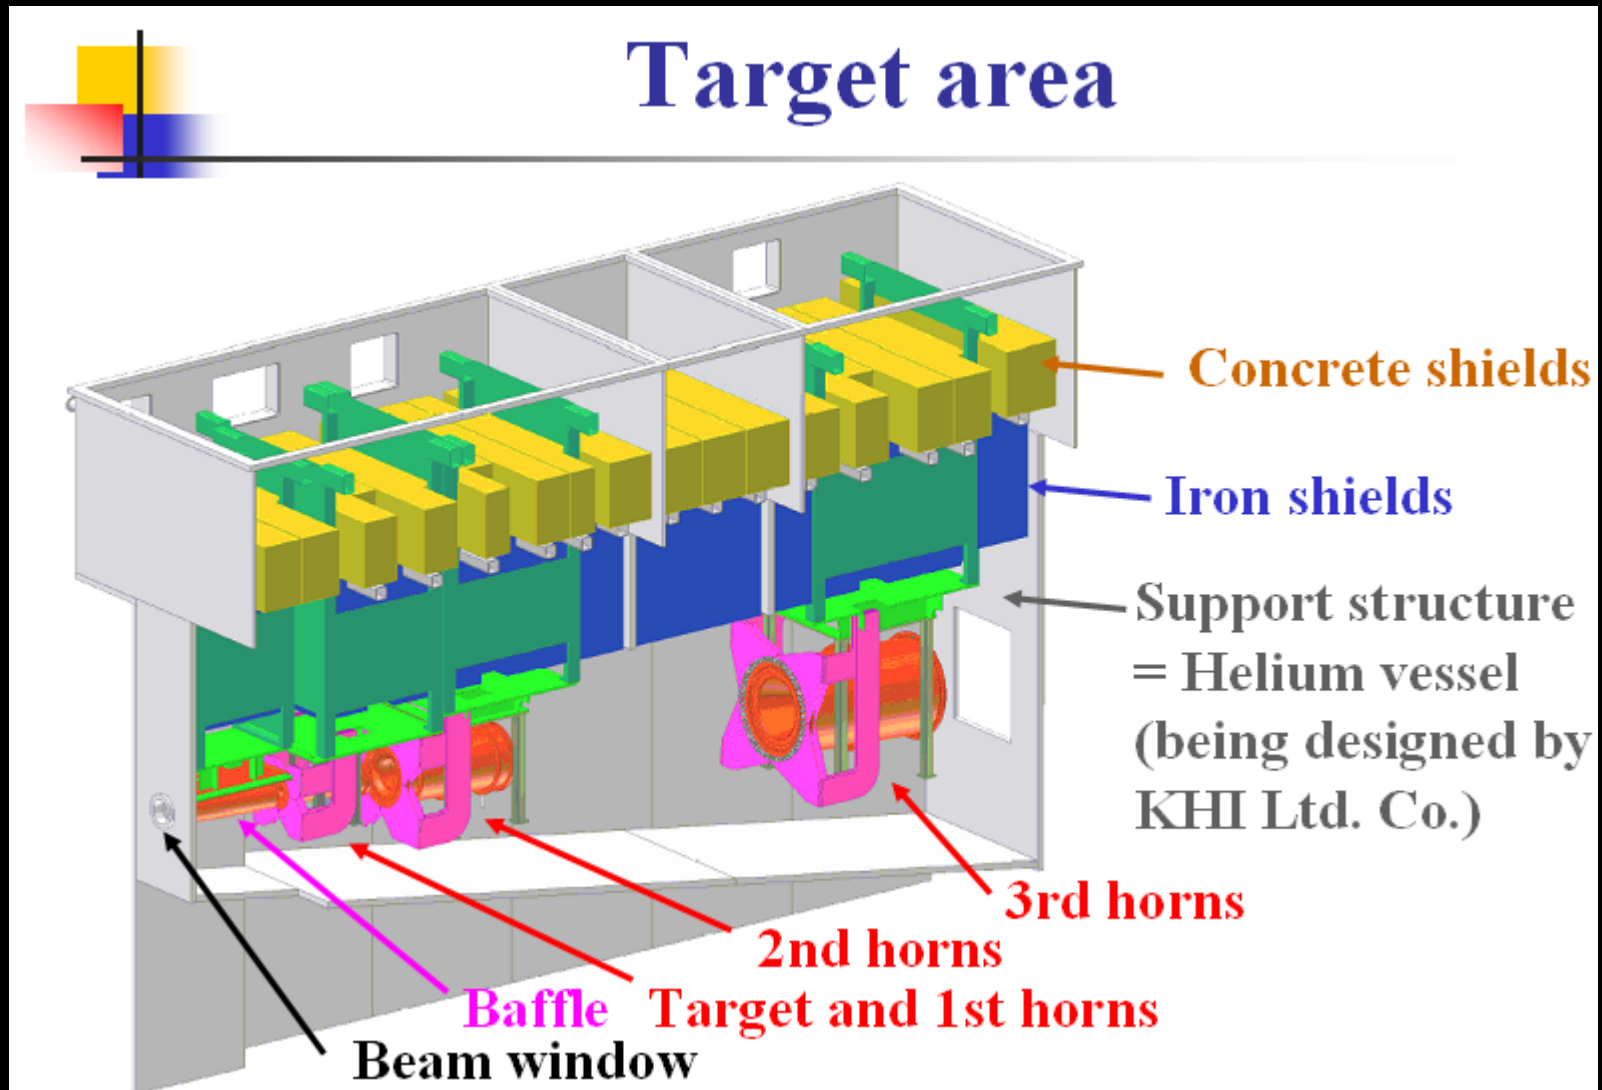 Target area
Concrete shields
Iron shields
Support structure
= Helium vessel
(being designed by
KHI Ltd. Co.)
3rd horns
2nd horns
Baffle
Target and 1st horns
Beam window